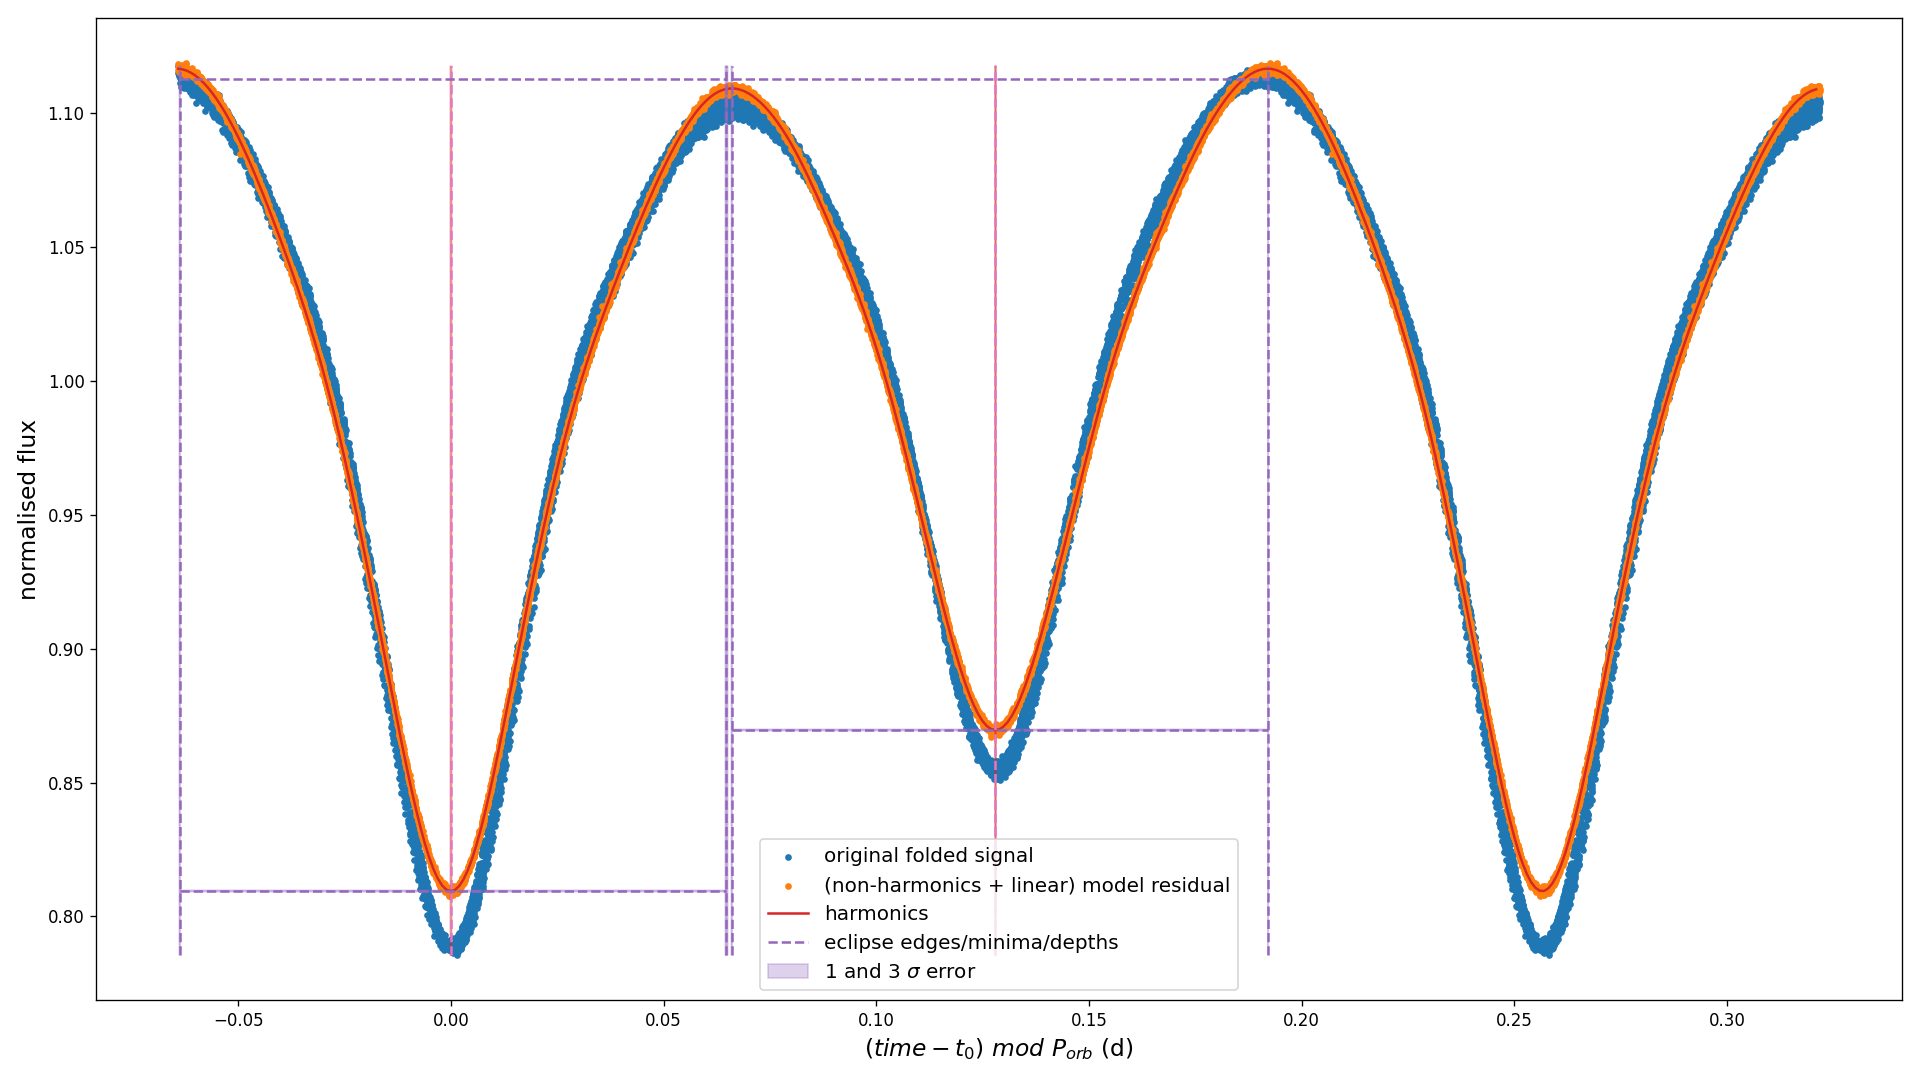 normalised flux
1.10
1.05
1.00
0.95
0.90
0.85
0.80
−0.05
0.00
0.05
0.10
0.15
0.20
0.25
0.30
(time − t₀) mod Pₒᵣb (d)
original folded signal
(non-harmonics + linear) model residual
harmonics
eclipse edges/minima/depths
1 and 3 σ error